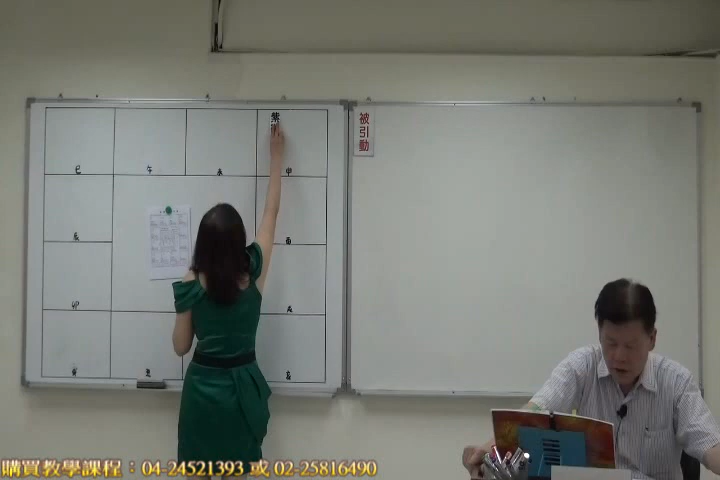 紫
被引動
巳
午
未
申
辰
酉
卯
戌
寅
丑
亥
購買教學課程：04-24521393 或 02-25816490